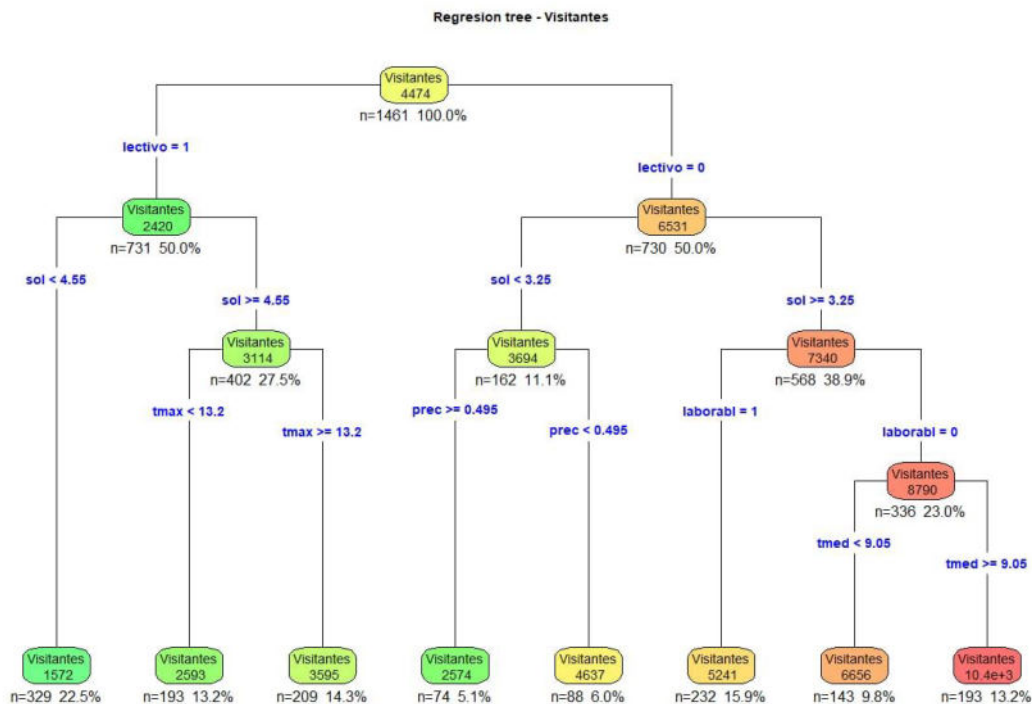 Regresion tree - Visitantes
Visitantes
4474
n=1461 100.0%
lectivo = 1
lectivo = 0
Visitantes
2420
n=731 50.0%
Visitantes
6531
n=730 50.0%
sol < 4.55
sol >= 4.55
sol < 3.25
sol >= 3.25
Visitantes
3114
n=402 27.5%
Visitantes
3694
n=162 11.1%
Visitantes
7340
n=568 38.9%
tmax < 13.2
tmax >= 13.2
prec >= 0.495
prec < 0.495
laborabl = 1
laborabl = 0
Visitantes
8790
n=336 23.0%
tmed < 9.05
tmed >= 9.05
Visitantes
1572
n=329 22.5%
Visitantes
2593
n=193 13.2%
Visitantes
3595
n=209 14.3%
Visitantes
2574
n=74 5.1%
Visitantes
4637
n=88 6.0%
Visitantes
5241
n=232 15.9%
Visitantes
6656
n=143 9.8%
Visitantes
10.4e+3
n=193 13.2%